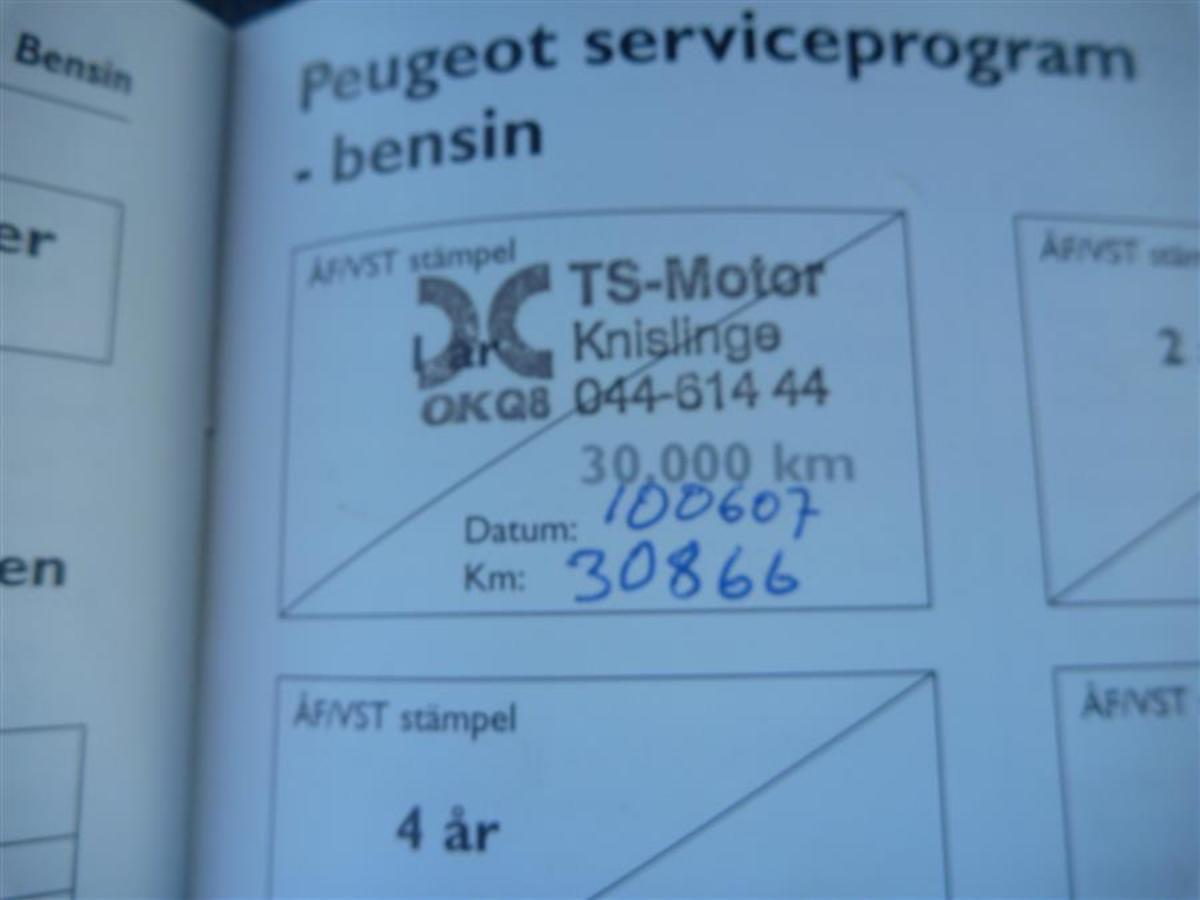 Bensin
er
en
Peugeot serviceprogram
- bensin
ÅF/VST stämpel
1 år
OKQ8
TS-Motor
Knislinge
044-614 44
30.000 km
Datum: 100607
Km: 30866
ÅF/VST stäm
2
ÅF/VST stämpel
4 år
ÅF/VST